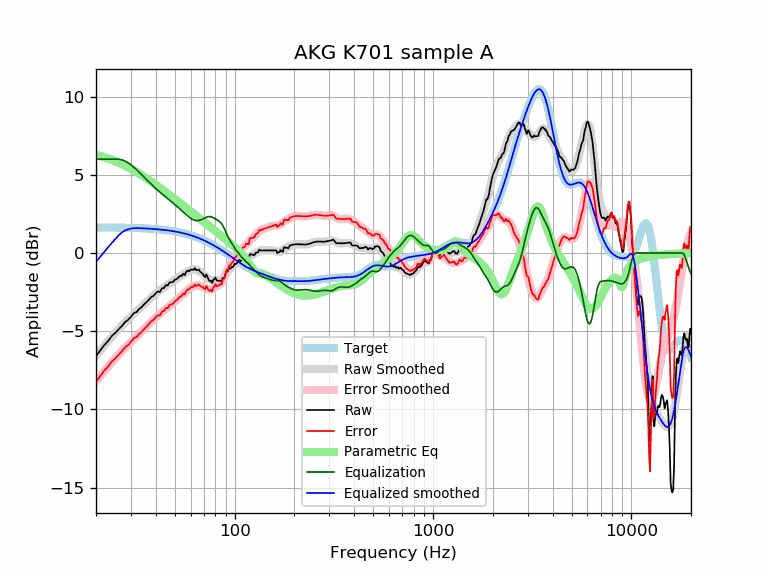 AKG K701 sample A
Amplitude (dBr)
10
5
0
−5
−10
−15
Target
Raw Smoothed
Error Smoothed
Raw
Error
Parametric Eq
Equalization
Equalized smoothed
100 1000 10000
Frequency (Hz)